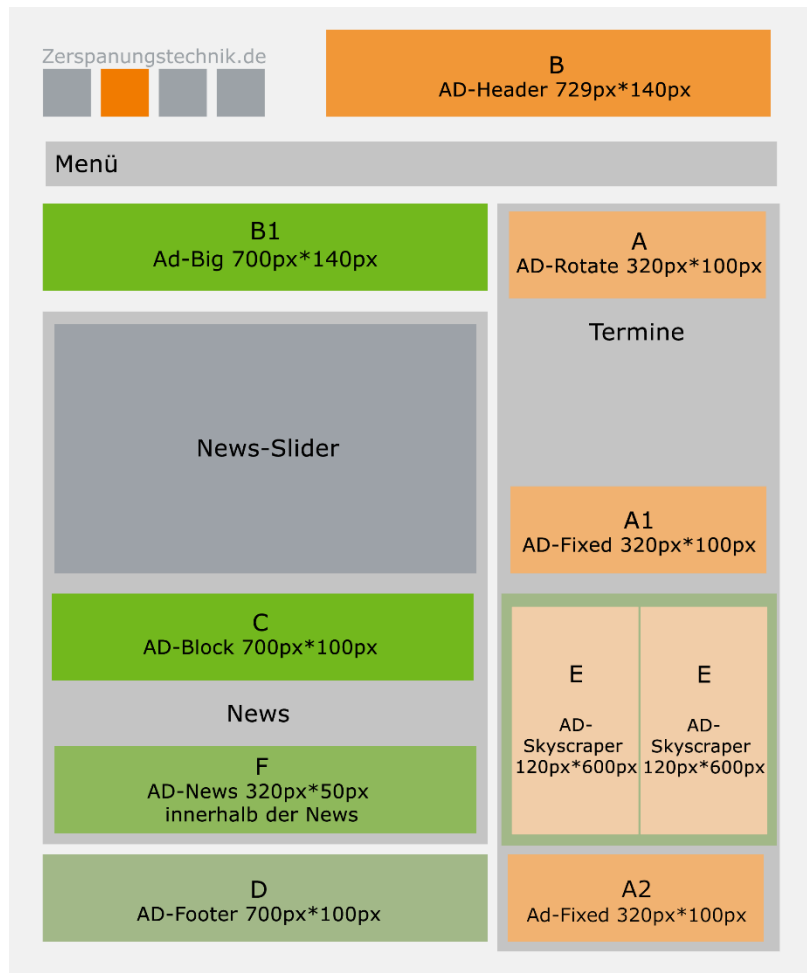 Zerspanungstechnik.de
B
AD-Header 729px*140px
Menü
B1
Ad-Big 700px*140px
News-Slider
C
AD-Block 700px*100px
News
F
AD-News 320px*50px
innerhalb der News
D
AD-Footer 700px*100px
A
AD-Rotate 320px*100px
Termine
A1
AD-Fixed 320px*100px
E
AD-
Skyscraper
120px*600px
E
AD-
Skyscraper
120px*600px
A2
Ad-Fixed 320px*100px